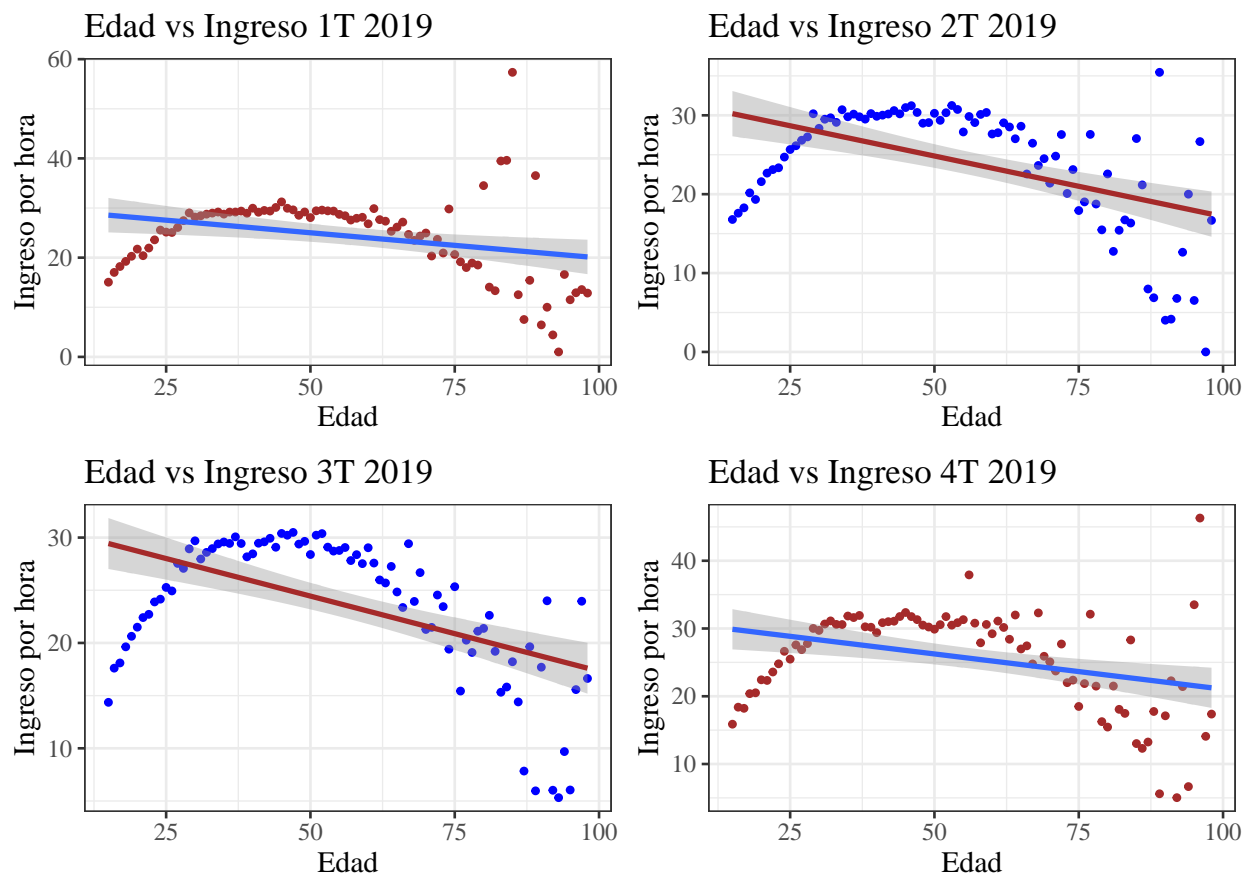 Edad vs Ingreso 1T 2019
60
40
20
0
Ingreso por hora
25 50 75 100
Edad
Edad vs Ingreso 2T 2019
30
20
10
0
Ingreso por hora
25 50 75 100
Edad
Edad vs Ingreso 3T 2019
30
20
10
Ingreso por hora
25 50 75 100
Edad
Edad vs Ingreso 4T 2019
40
30
20
10
Ingreso por hora
25 50 75 100
Edad